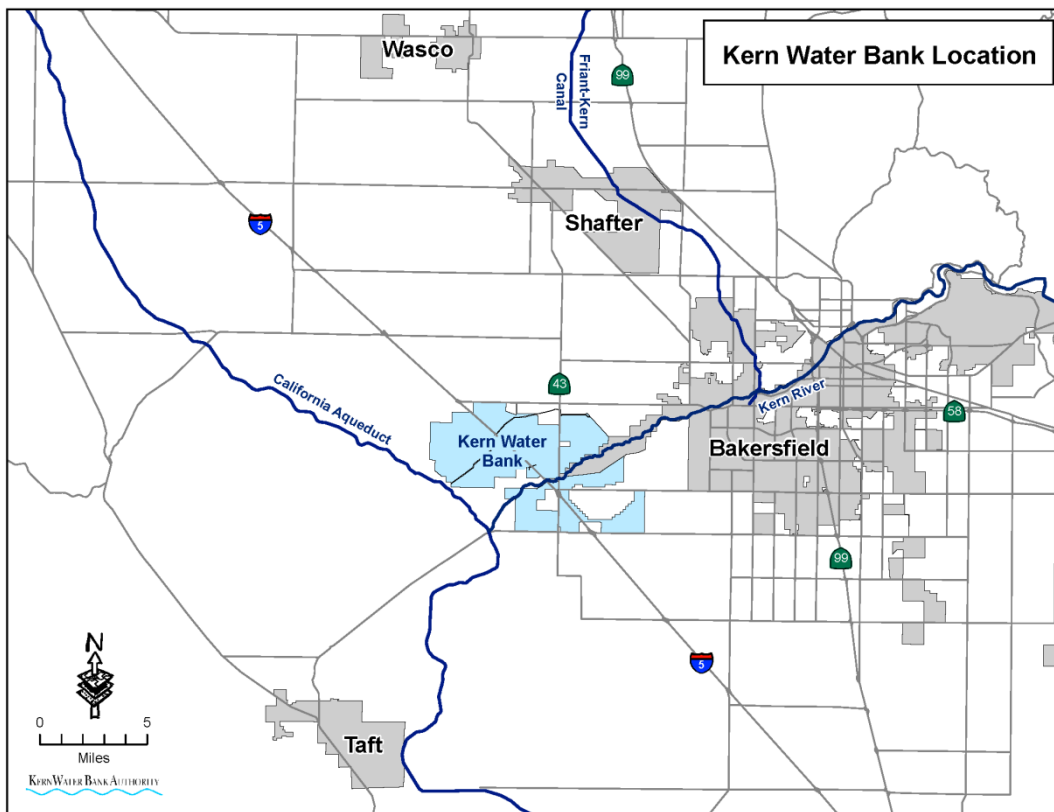 Kern Water Bank Location
Wasco
Friant-Kern
Canal
99
Shafter
5
43
California Aqueduct
Kern River
58
Kern Water
Bank
Bakersfield
99
5
N
0 5
Miles
Taft
KERN WATER BANK AUTHORITY